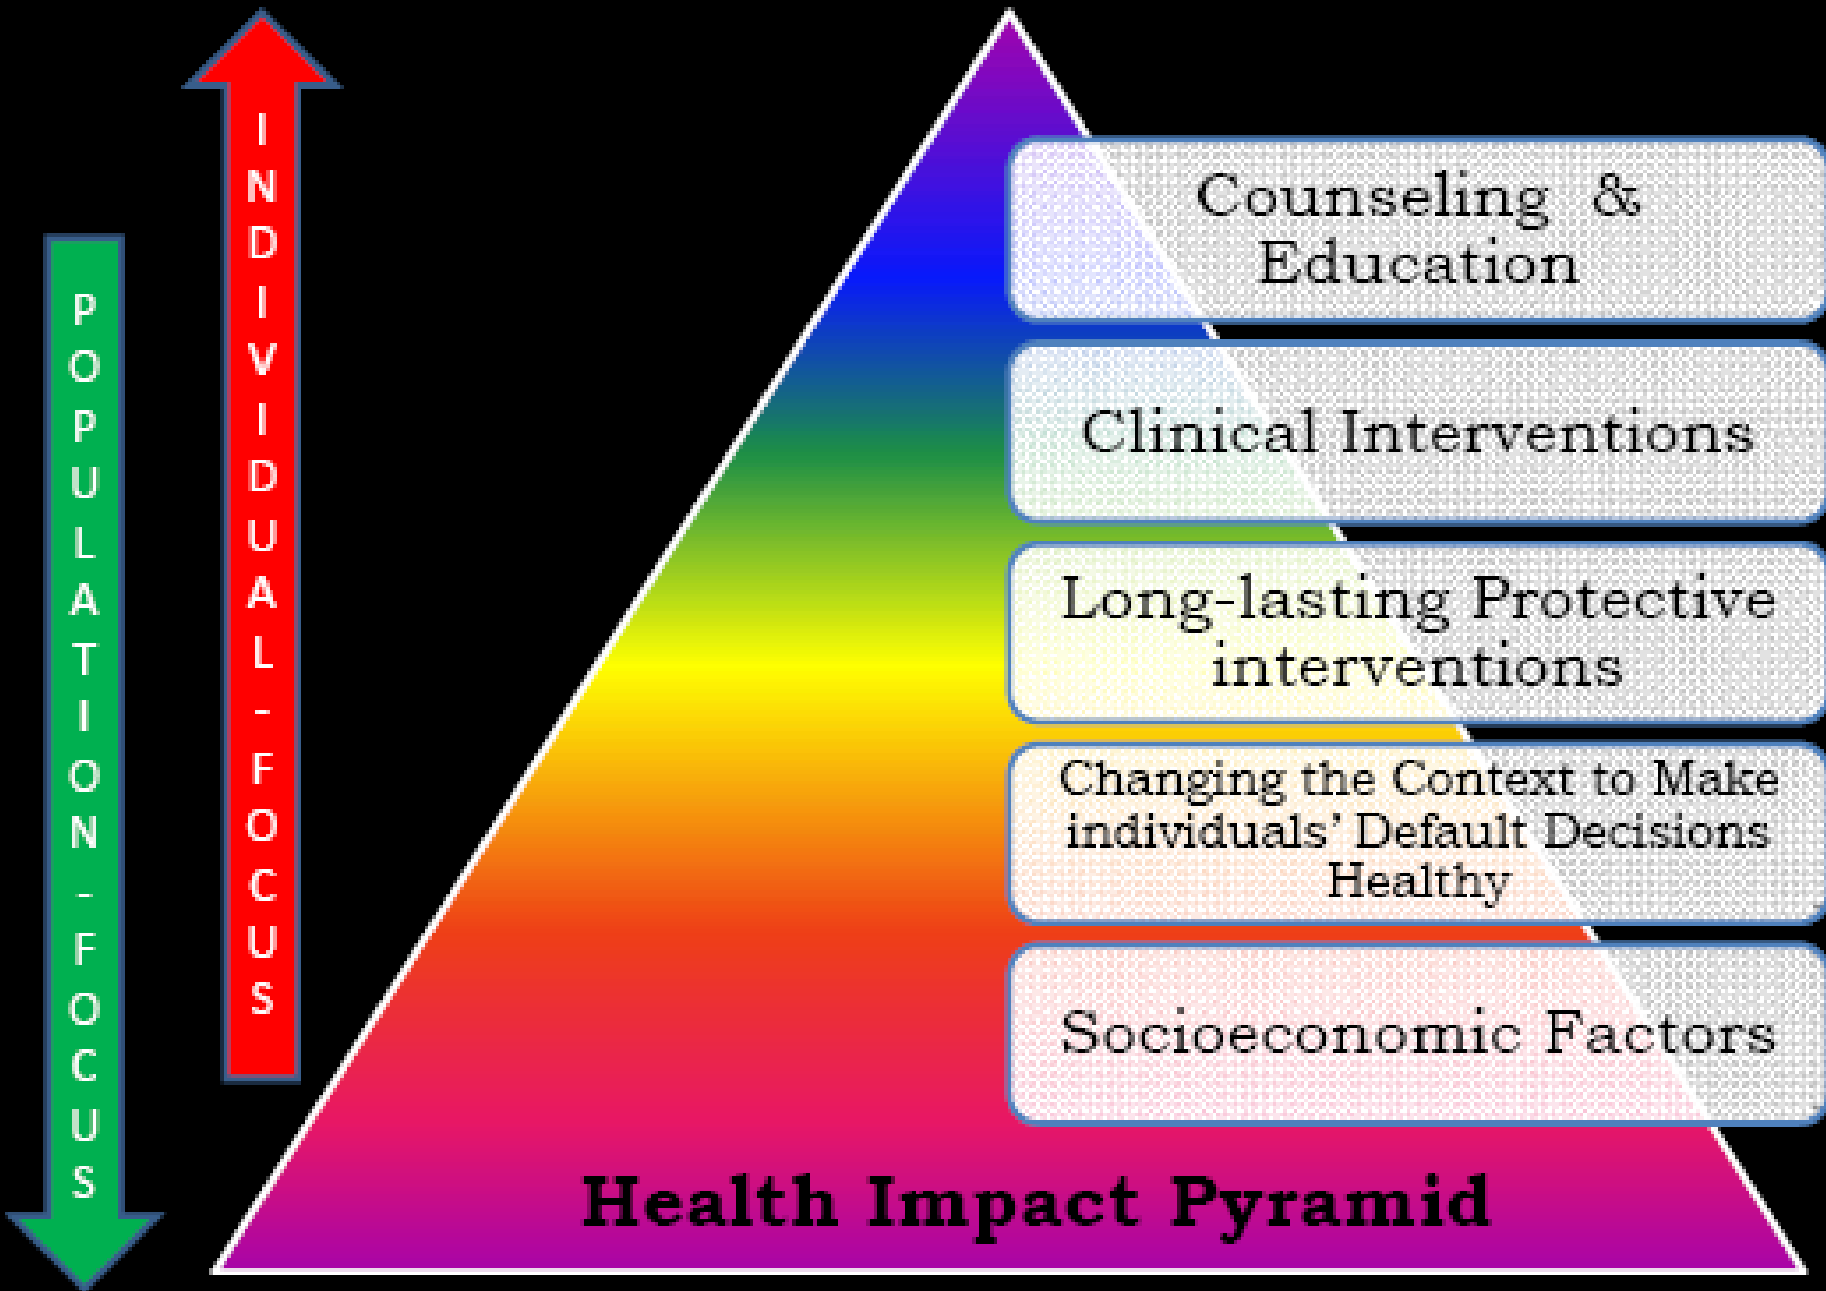 POPULATION-FOCUS
INDIVIDUAL-FOCUS
Counseling &
Education
Clinical Interventions
Long-lasting Protective
interventions
Changing the Context to Make
individuals’ Default Decisions
Healthy
Socioeconomic Factors
Health Impact Pyramid